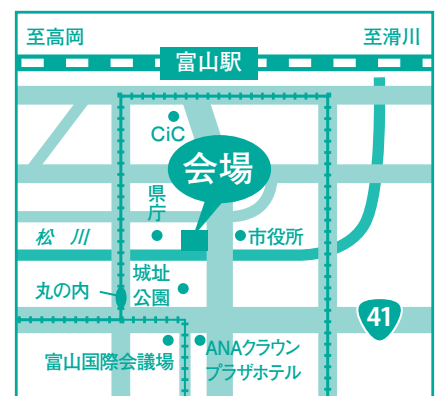 至高岡
至滑川
富山駅
CiC
会場
県庁
松 川
市役所
城址
公園
丸の内
41
富山国際会議場
ANAクラウン
プラザホテル